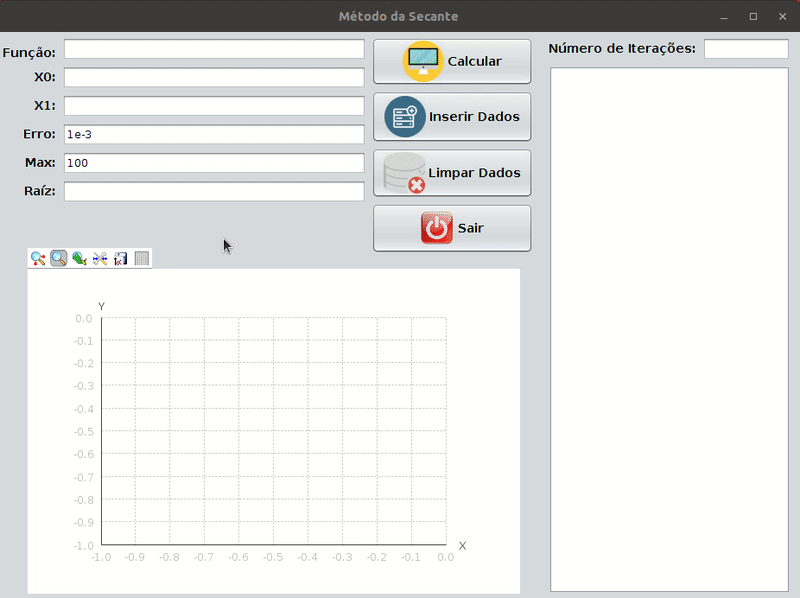 Método da Secante
Função:
X0:
X1:
Erro: 1e-3
Max: 100
Raíz:
Calcular
Inserir Dados
Limpar Dados
Sair
Número de Iterações:
Y
0.0
-0.1
-0.2
-0.3
-0.4
-0.5
-0.6
-0.7
-0.8
-0.9
-1.0
X
-1.0 -0.9 -0.8 -0.7 -0.6 -0.5 -0.4 -0.3 -0.2 -0.1 0.0